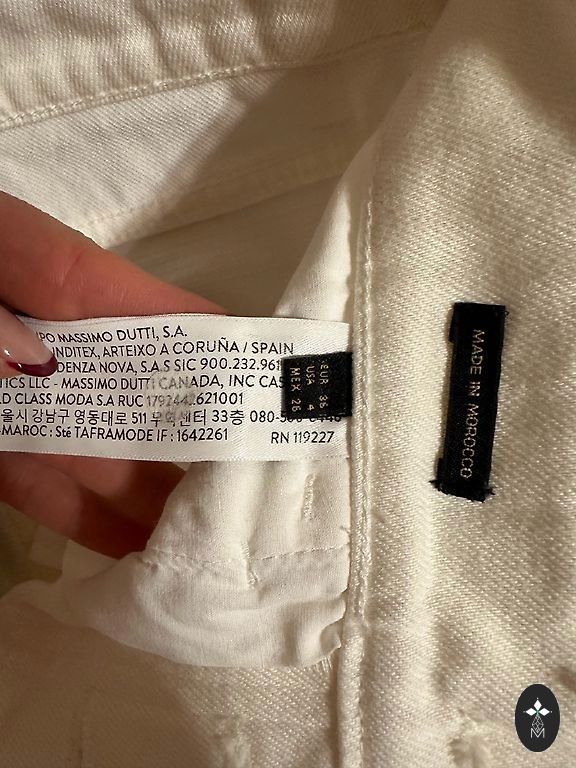 PO MASSIMO DUTTI, S.A.
INDITEX, ARTEIXO A CORUÑA / SPAIN
DENZA NOVA, S.A.S SIC 900.232.961
TICS LLC - MASSIMO DUTTI CANADA, INC CAS
LD CLASS MODA S.A RUC 1792442621001
울시 강남구 영동대로 511 무역센터 33층 080-500
MAROC : Sté TAFRAMODE IF : 1642261
RN 119227
EUR 36
USA 4
MEX 26
MADE IN MOROCCO
M